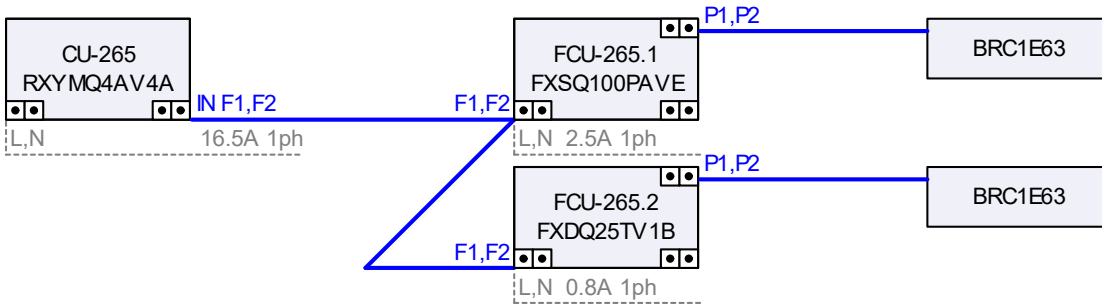 P1,P2
CU-265
RXYMQ4AV4A
FCU-265.1
FXSQ100PAVE
BRC1E63
IN F1,F2
F1,F2
L,N
16.5A 1ph
L,N 2.5A 1ph
P1,P2
FCU-265.2
FXDQ25TV1B
BRC1E63
F1,F2
L,N 0.8A 1ph